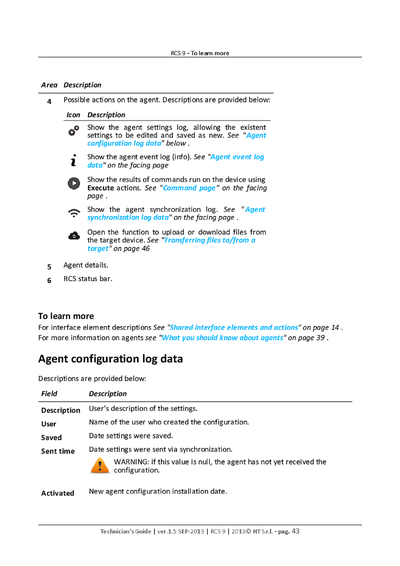 RCS 9 - To learn more
Area Description
4 Possible actions on the agent. Descriptions are provided below:
Icon Description
Show the agent settings log, allowing the existent
settings to be edited and saved as new. See "Agent
configuration log data" below .
Show the agent event log (info). See "Agent event log
data" on the facing page
Show the results of commands run on the device using
Execute actions. See "Command page" on the facing
page .
Show the agent synchronization log. See "Agent
synchronization log data" on the facing page .
Open the function to upload or download files from
the target device. See "Transferring files to/from a
target" on page 46
5 Agent details.
6 RCS status bar.
To learn more
For interface element descriptions See "Shared interface elements and actions" on page 14 .
For more information on agents see "What you should know about agents" on page 39 .
Agent configuration log data
Descriptions are provided below:
Field Description
Description User's description of the settings.
User Name of the user who created the configuration.
Saved Date settings were saved.
Sent time Date settings were sent via synchronization.
WARNING: if this value is null, the agent has not yet received the
configuration.
Activated New agent configuration installation date.
Technician's Guide | ver.1.5 SEP-2013 | RCS 9 | 2013© HT S.r.l. - pag. 43